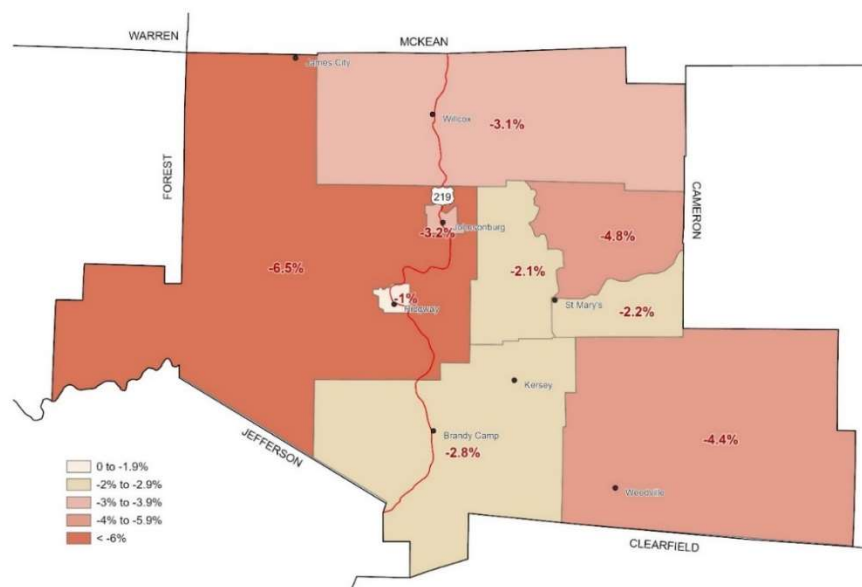 WARREN
MCKEAN
James City
Willcox
-3.1%
FOREST
CAMERON
219
Johnsonburg
-3.2%
-4.8%
-6.5%
-2.1%
-1%
Ridgway
St Mary's
-2.2%
Kersey
JEFFERSON
Brandy Camp
-2.8%
-4.4%
Weedville
CLEARFIELD
0 to -1.9%
-2% to -2.9%
-3% to -3.9%
-4% to -5.9%
< -6%